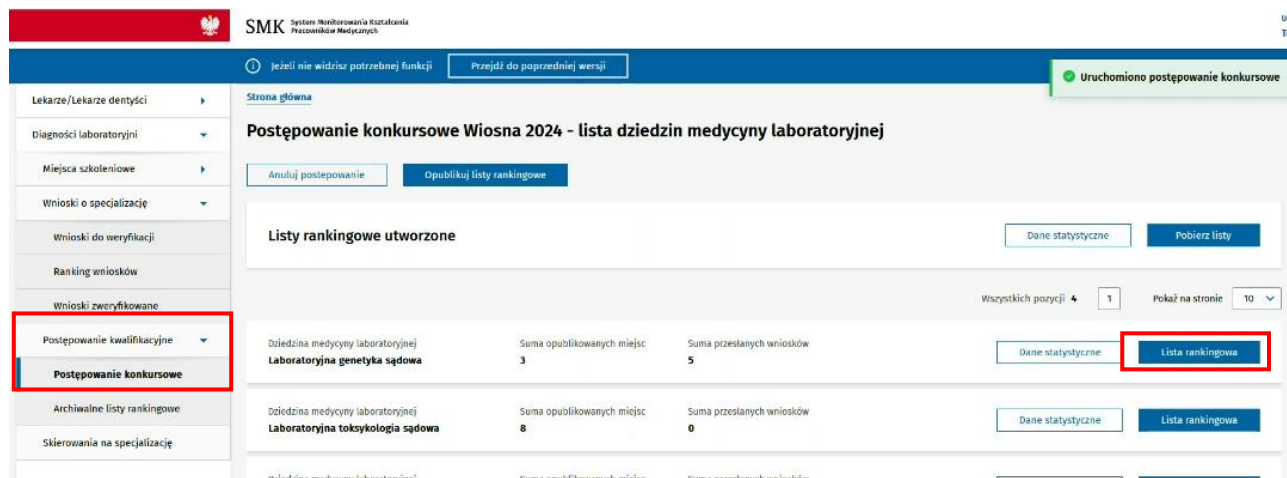 SMK System Monitorowania Kształcenia
Pracowników Medycznych
Jeżeli nie widzisz potrzebnej funkcji Przejdź do poprzedniej wersji
Uruchomiono postępowanie konkursowe
Lekarze/Lekarze dentyści
Diagności laboratoryjni
Miejsca szkoleniowe
Wnioski o specjalizację
Wnioski do weryfikacji
Ranking wniosków
Wnioski zweryfikowane
Postępowanie kwalifikacyjne
Postępowanie konkursowe
Archiwalne listy rankingowe
Skierowania na specjalizację
Strona główna
Postępowanie konkursowe Wiosna 2024 - lista dziedzin medycyny laboratoryjnej
Anuluj postepowanie Opublikuj listy rankingowe
Listy rankingowe utworzone Dane statystyczne Pobierz listy
Wszystkich pozycji 4 1 Pokaż na stronie 10
Dziedzina medycyny laboratoryjnej Suma opublikowanych miejsc Suma przesłanych wniosków
Laboratoryjna genetyka sądowa 3 5 Dane statystyczne Lista rankingowa
Dziedzina medycyny laboratoryjnej Suma opublikowanych miejsc Suma przesłanych wniosków
Laboratoryjna toksykologia sądowa 8 0 Dane statystyczne Lista rankingowa